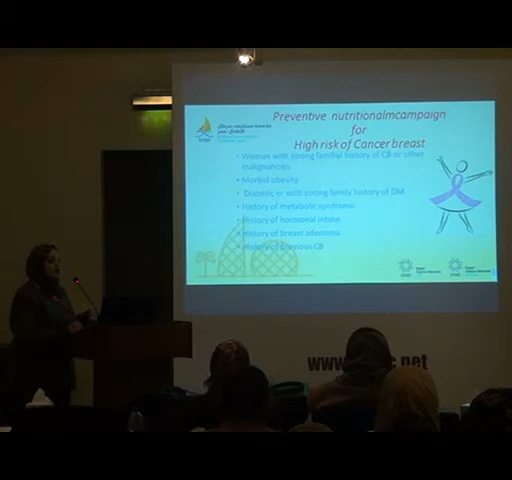 Preventive nutritionalmcampaign
for
High risk of Cancer breast
• Woman with strong familial history of CB or other
malignancies.
• Morbid obesity.
• Diabetic or with strong family history of DM
• History of metabolic syndrome
• History of hormonal intake.
• History of breast adenoma.
• History of previous CB
www.
.net